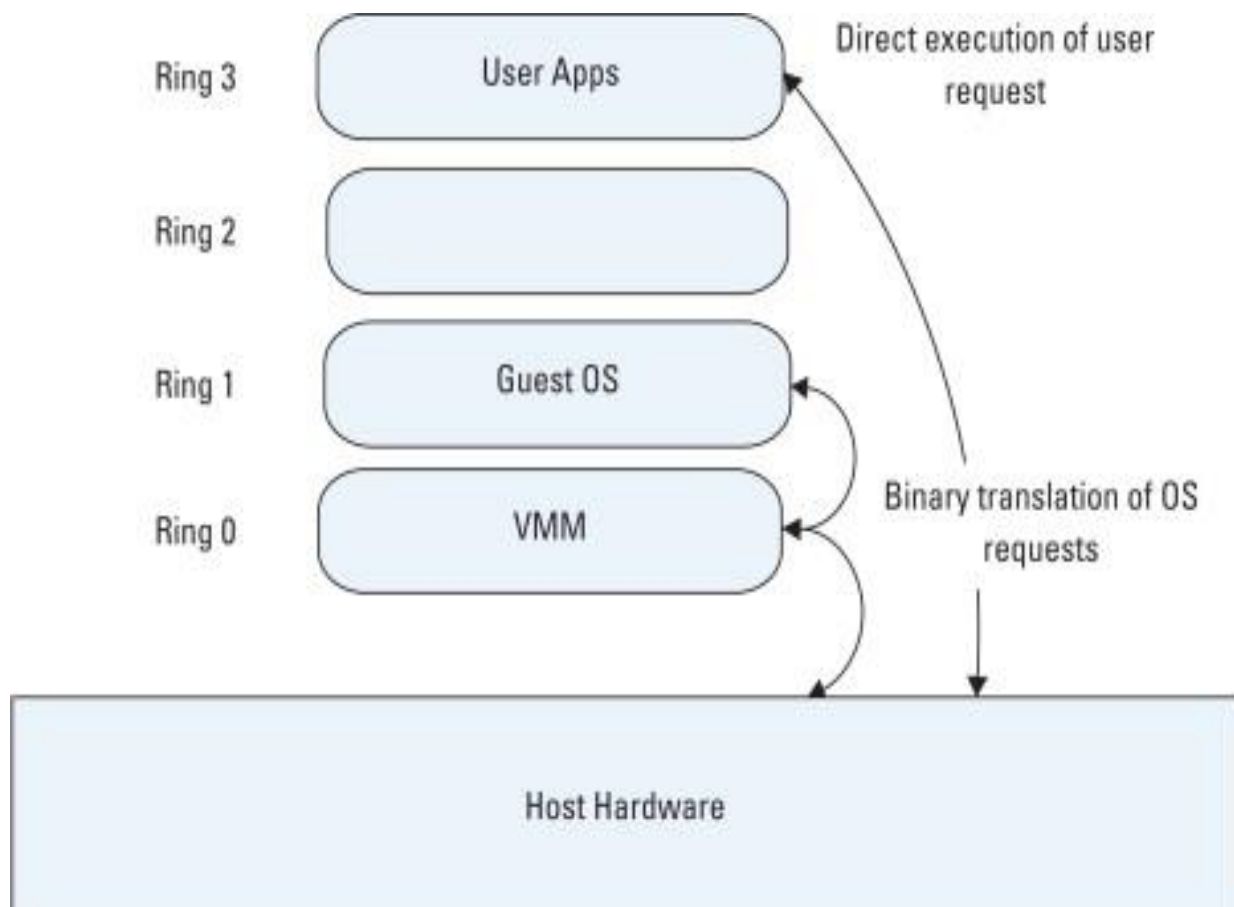 Direct execution of user
request
Ring 3
User Apps
Ring 2
Ring 1
Guest OS
Ring 0
VMM
Binary translation of OS
requests
Host Hardware